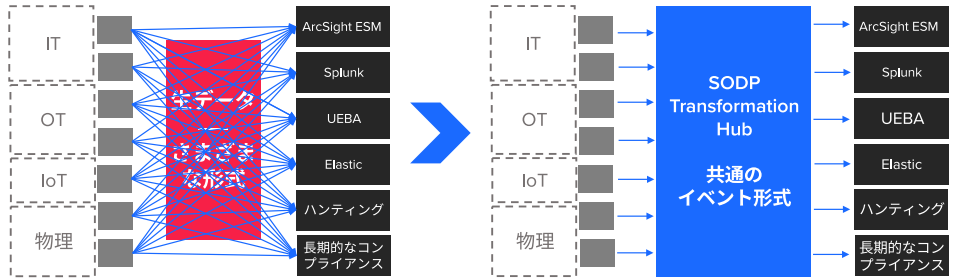 IT
OT
IoT
物理
生データ
—
さまざま
な形式
ArcSight ESM
Splunk
UEBA
Elastic
ハンティング
長期的なコン
プライアンス
IT
OT
IoT
物理
SODP
Transformation
Hub
共通の
イベント形式
ArcSight ESM
Splunk
UEBA
Elastic
ハンティング
長期的なコン
プライアンス